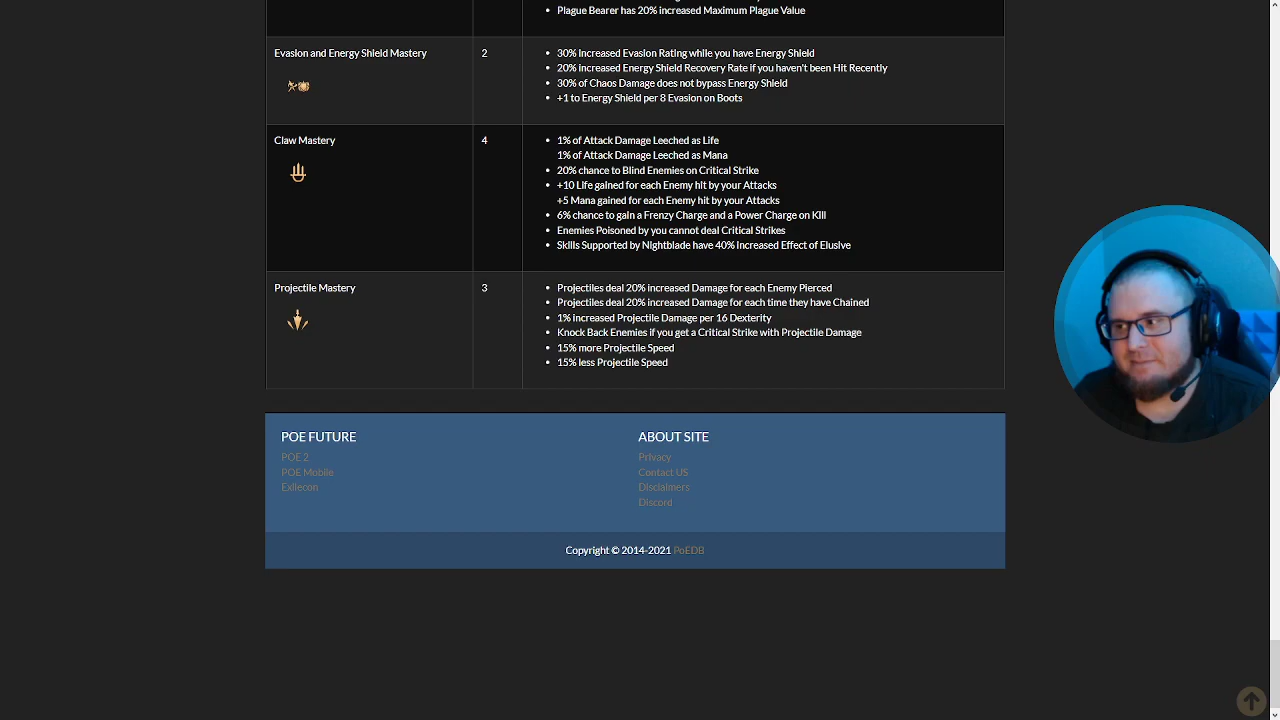 Plague Bearer has 20% increased Maximum Plague Value
Evasion and Energy Shield Mastery
2
30% increased Evasion Rating while you have Energy Shield
20% increased Energy Shield Recovery Rate if you haven't been Hit Recently
30% of Chaos Damage does not bypass Energy Shield
+1 to Energy Shield per 8 Evasion on Boots
Claw Mastery
4
1% of Attack Damage Leeched as Life
1% of Attack Damage Leeched as Mana
20% chance to Blind Enemies on Critical Strike
+10 Life gained for each Enemy hit by your Attacks
+5 Mana gained for each Enemy hit by your Attacks
6% chance to gain a Frenzy Charge and a Power Charge on Kill
Enemies Poisoned by you cannot deal Critical Strikes
Skills Supported by Nightblade have 40% increased Effect of Elusive
Projectile Mastery
3
Projectiles deal 20% increased Damage for each Enemy Pierced
Projectiles deal 20% increased Damage for each time they have Chained
1% increased Projectile Damage per 16 Dexterity
Knock Back Enemies if you get a Critical Strike with Projectile Damage
15% more Projectile Speed
15% less Projectile Speed
POE FUTURE
POE 2
POE Mobile
Exilecon
ABOUT SITE
Privacy
Contact US
Disclaimers
Discord
Copyright © 2014-2021 PoEDB